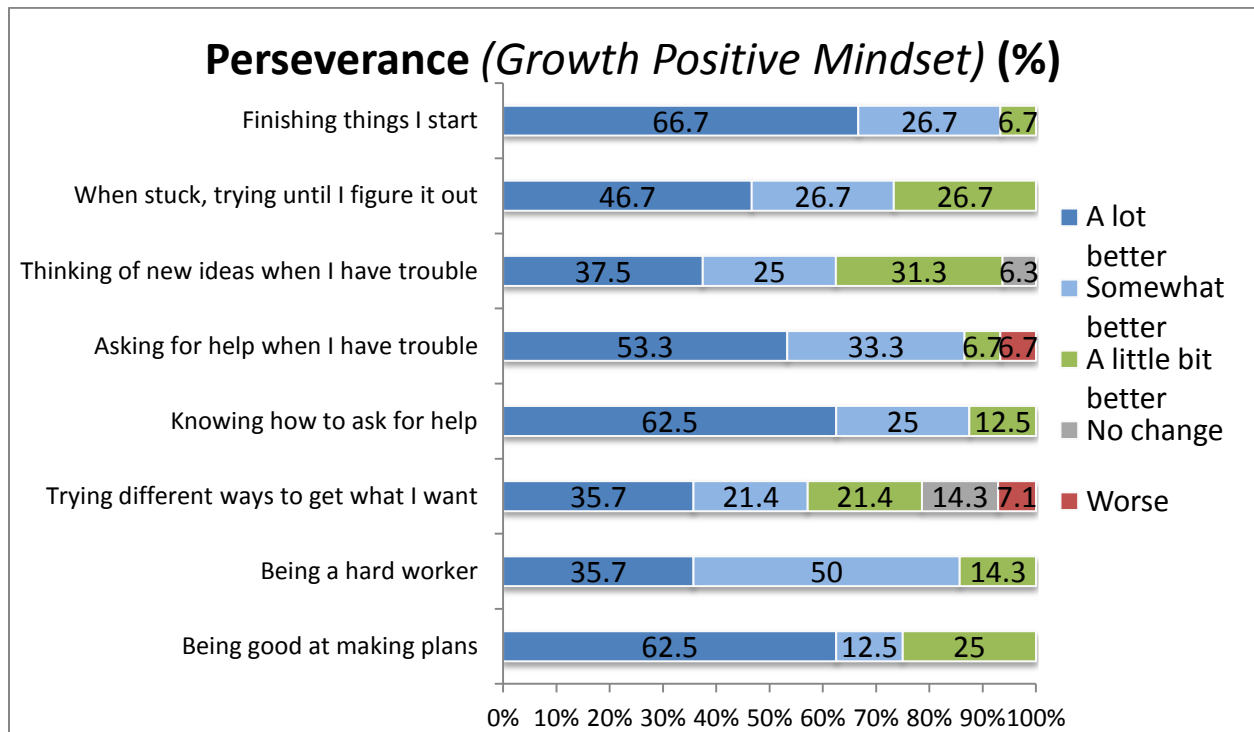 Perseverance (Growth Positive Mindset) (%)
Finishing things I start
66.7 26.7 6.7
When stuck, trying until I figure it out
46.7 26.7 26.7
Thinking of new ideas when I have trouble
37.5 25 31.3 6.3
Asking for help when I have trouble
53.3 33.3 6.7 6.7
Knowing how to ask for help
62.5 25 12.5
Trying different ways to get what I want
35.7 21.4 21.4 14.3 7.1
Being a hard worker
35.7 50 14.3
Being good at making plans
62.5 12.5 25
0% 10% 20% 30% 40% 50% 60% 70% 80% 90% 100%
A lot
better
Somewhat
better
A little bit
better
No change
Worse